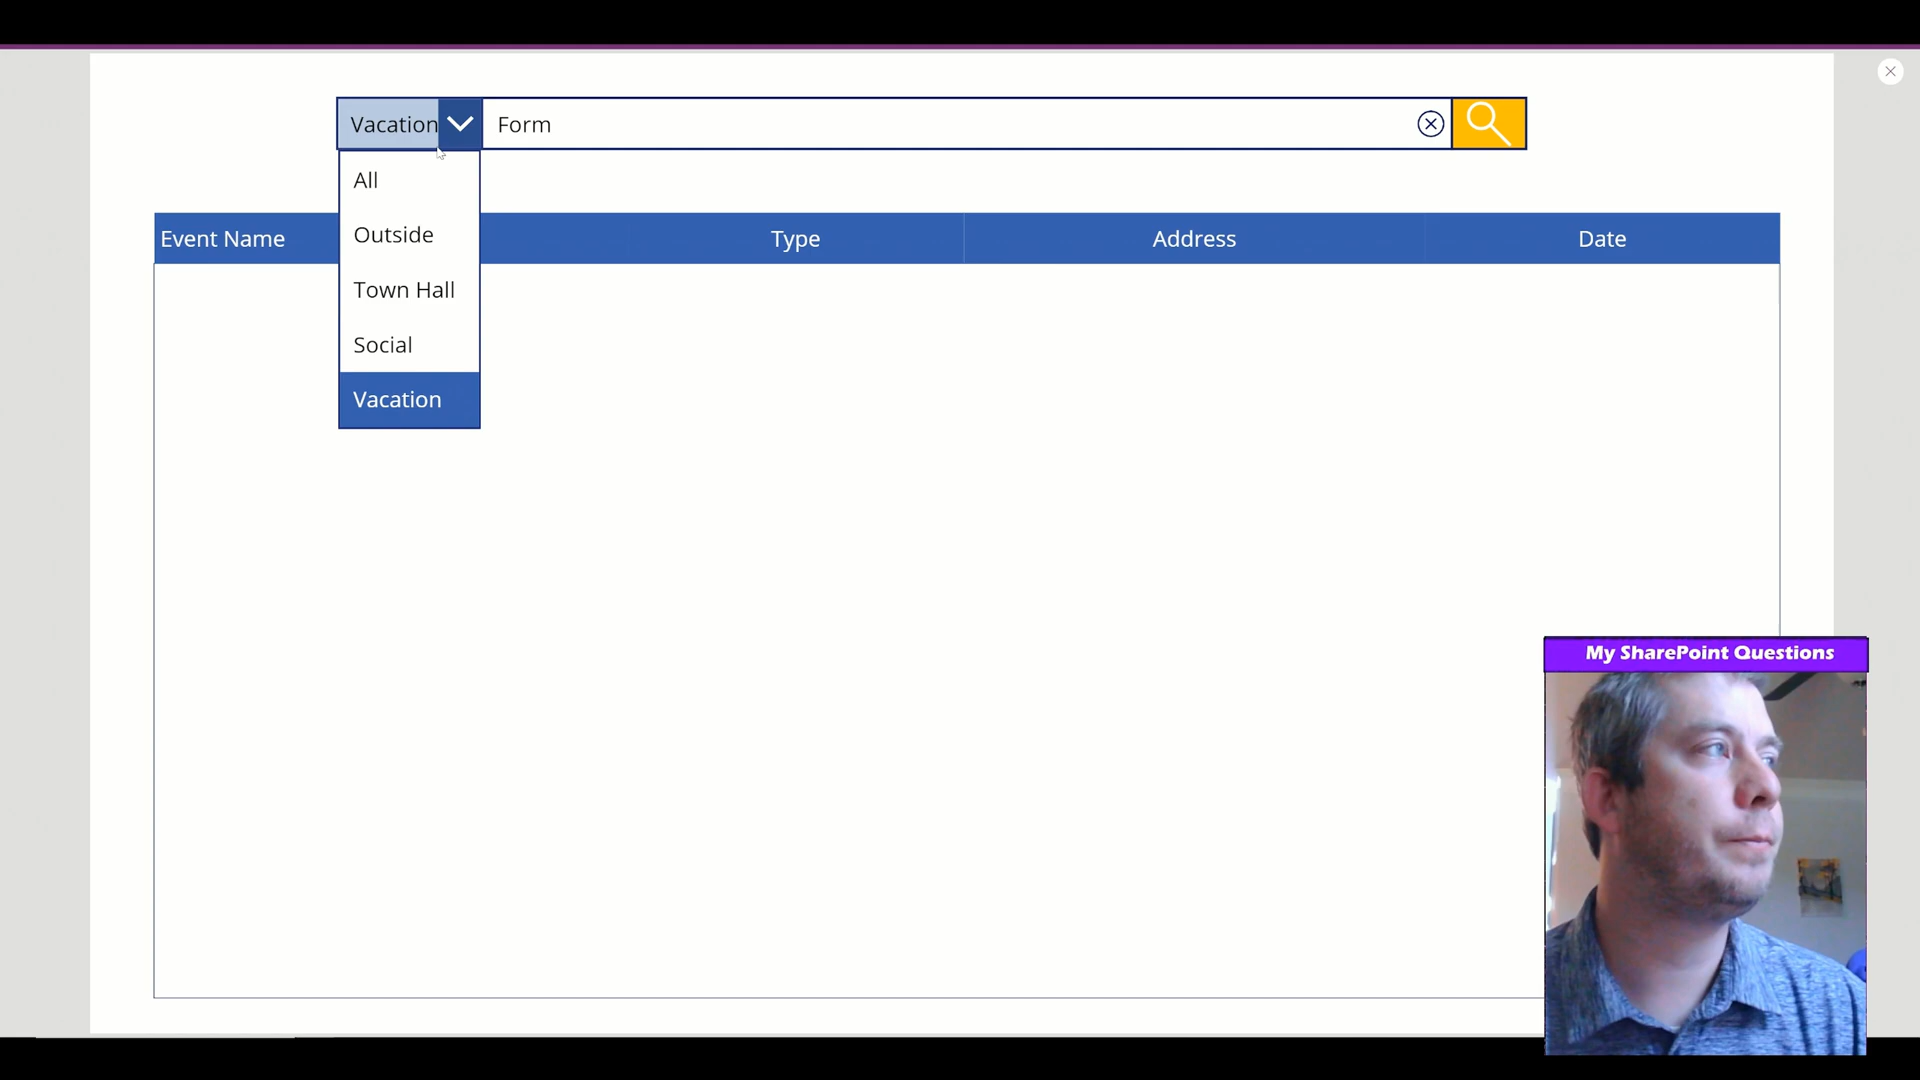 Vacation Form
All
Outside
Town Hall
Social
Vacation
Event Name Type Address Date
My SharePoint Questions